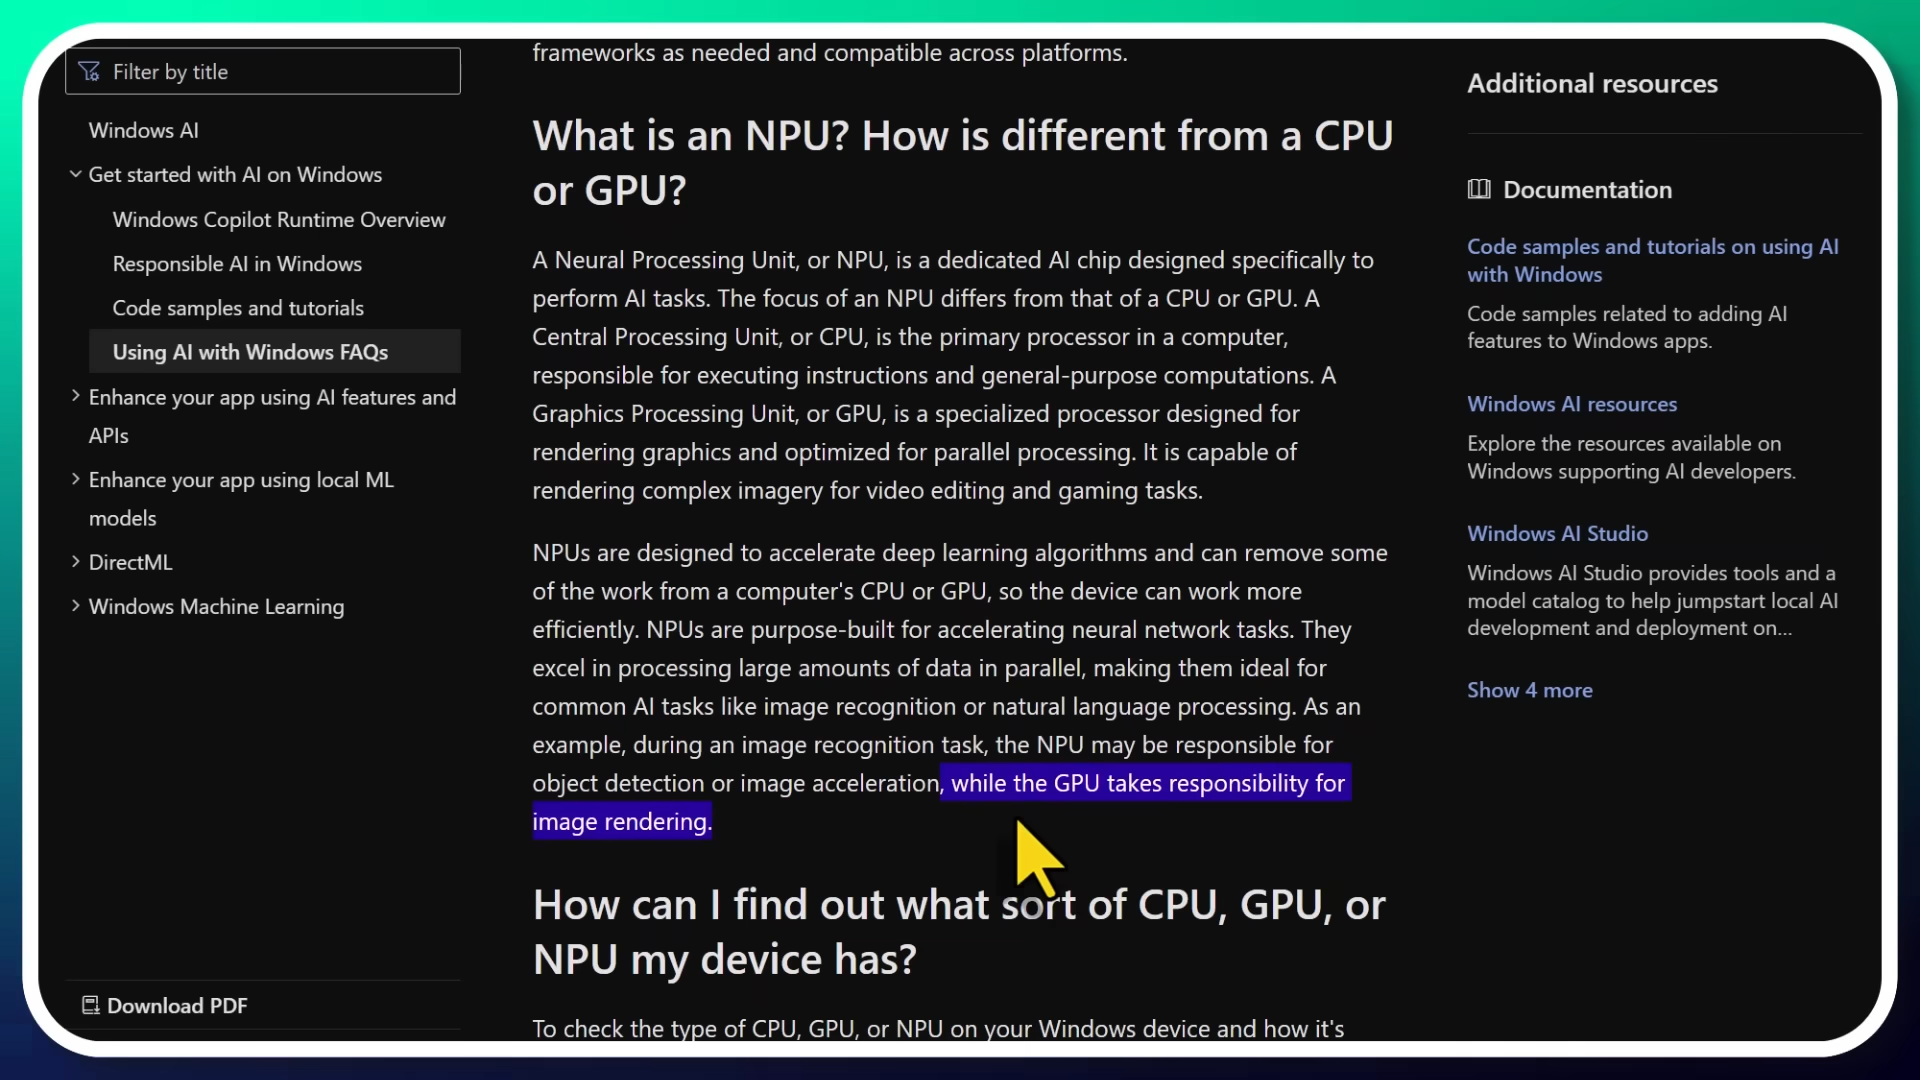 Filter by title
Windows AI
Get started with AI on Windows
Windows Copilot Runtime Overview
Responsible AI in Windows
Code samples and tutorials
Using AI with Windows FAQs
Enhance your app using AI features and
APIs
Enhance your app using local ML
models
DirectML
Windows Machine Learning
Download PDF
frameworks as needed and compatible across platforms.
What is an NPU? How is different from a CPU
or GPU?
A Neural Processing Unit, or NPU, is a dedicated AI chip designed specifically to
perform AI tasks. The focus of an NPU differs from that of a CPU or GPU. A
Central Processing Unit, or CPU, is the primary processor in a computer,
responsible for executing instructions and general-purpose computations. A
Graphics Processing Unit, or GPU, is a specialized processor designed for
rendering graphics and optimized for parallel processing. It is capable of
rendering complex imagery for video editing and gaming tasks.
NPUs are designed to accelerate deep learning algorithms and can remove some
of the work from a computer's CPU or GPU, so the device can work more
efficiently. NPUs are purpose-built for accelerating neural network tasks. They
excel in processing large amounts of data in parallel, making them ideal for
common AI tasks like image recognition or natural language processing. As an
example, during an image recognition task, the NPU may be responsible for
object detection or image acceleration, while the GPU takes responsibility for
image rendering.
How can I find out what sort of CPU, GPU, or
NPU my device has?
To check the type of CPU, GPU, or NPU on your Windows device and how it's
Additional resources
Documentation
Code samples and tutorials on using AI
with Windows
Code samples related to adding AI
features to Windows apps.
Windows AI resources
Explore the resources available on
Windows supporting AI developers.
Windows AI Studio
Windows AI Studio provides tools and a
model catalog to help jumpstart local AI
development and deployment on...
Show 4 more